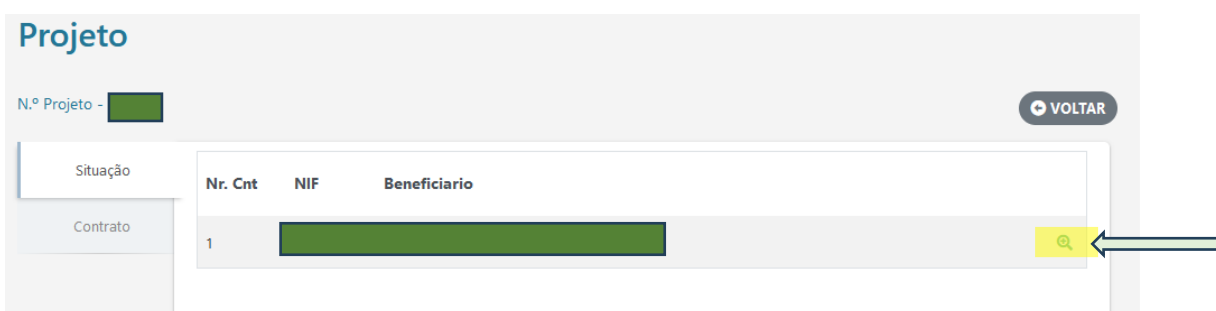 Projeto
N.º Projeto -
VOLTAR
Situação
Contrato
Nr. Cnt NIF Beneficiario
1